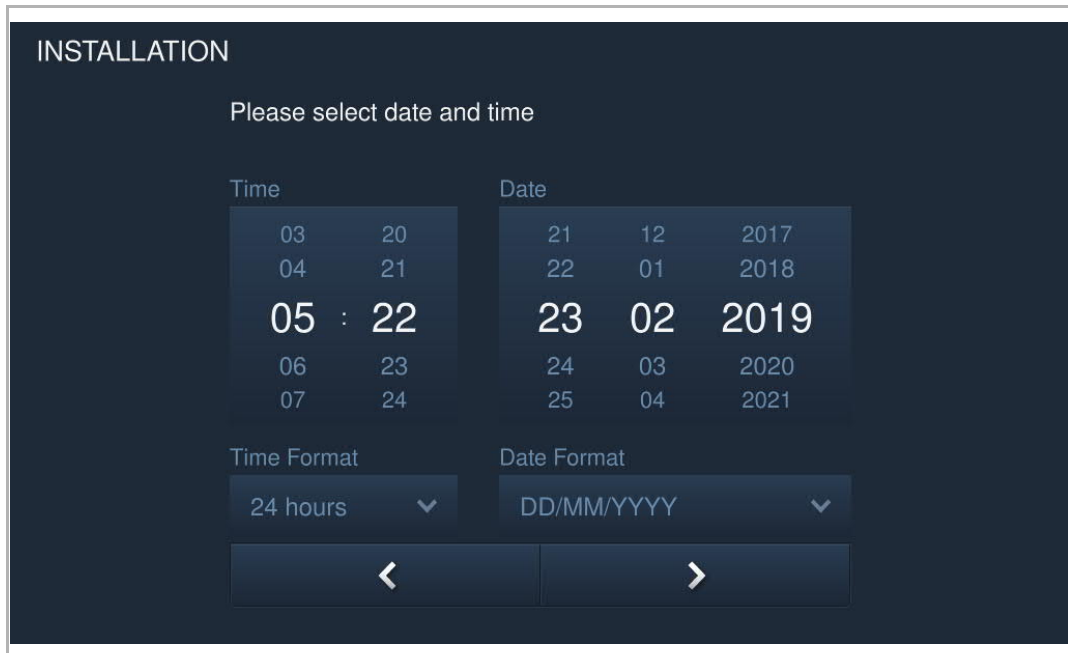 INSTALLATION
Please select date and time
Time Date
03 20 21 12 2017
04 21 22 01 2018
05 : 22 23 02 2019
06 23 24 03 2020
07 24 25 04 2021
Time Format Date Format
24 hours DD/MM/YYYY